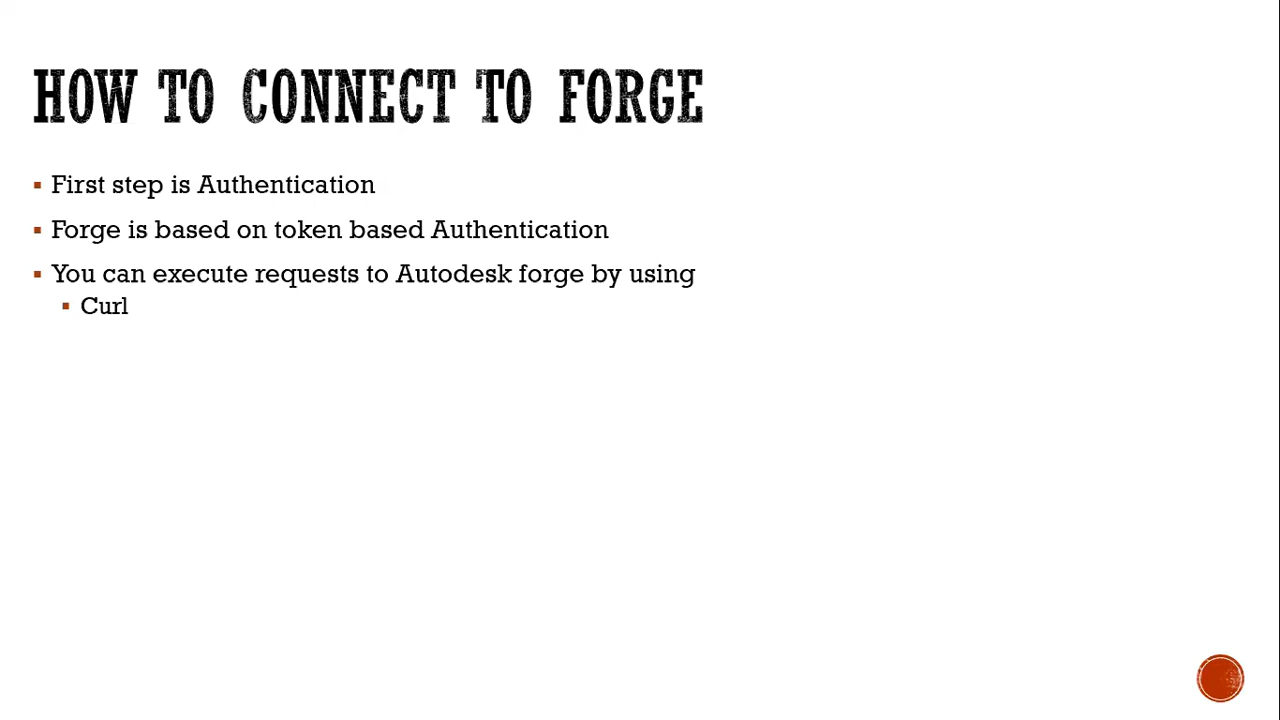 HOW TO CONNECT TO FORGE
First step is Authentication
Forge is based on token based Authentication
You can execute requests to Autodesk forge by using
Curl